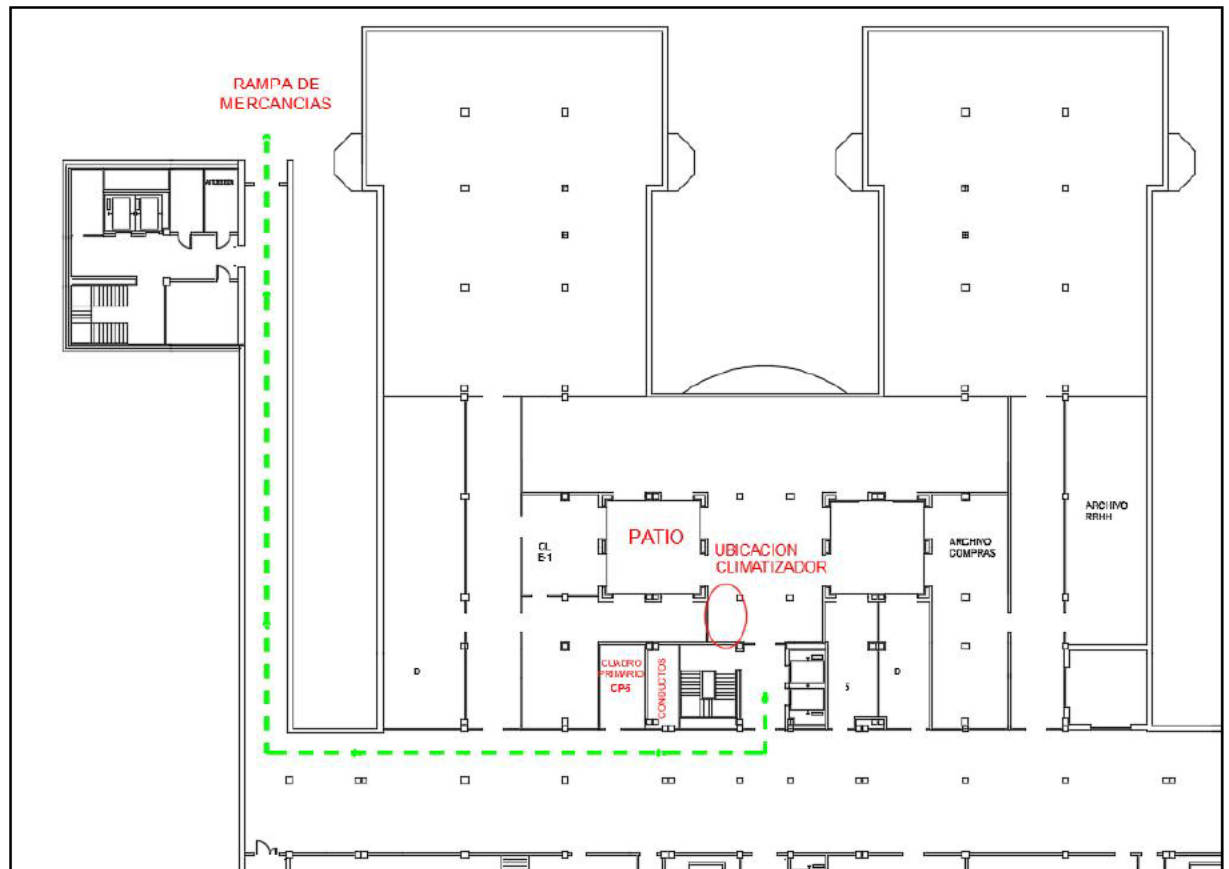 RAMPA DE
MERCANCIAS
PATIO
CL
E-1
UBICACION
CLIMATIZADOR
ARCHIVO
COMPRAS
ARCHIVO
RRHH
CUADRO
PRIMARIO
CP5
CONDUCTOS
D
S
D